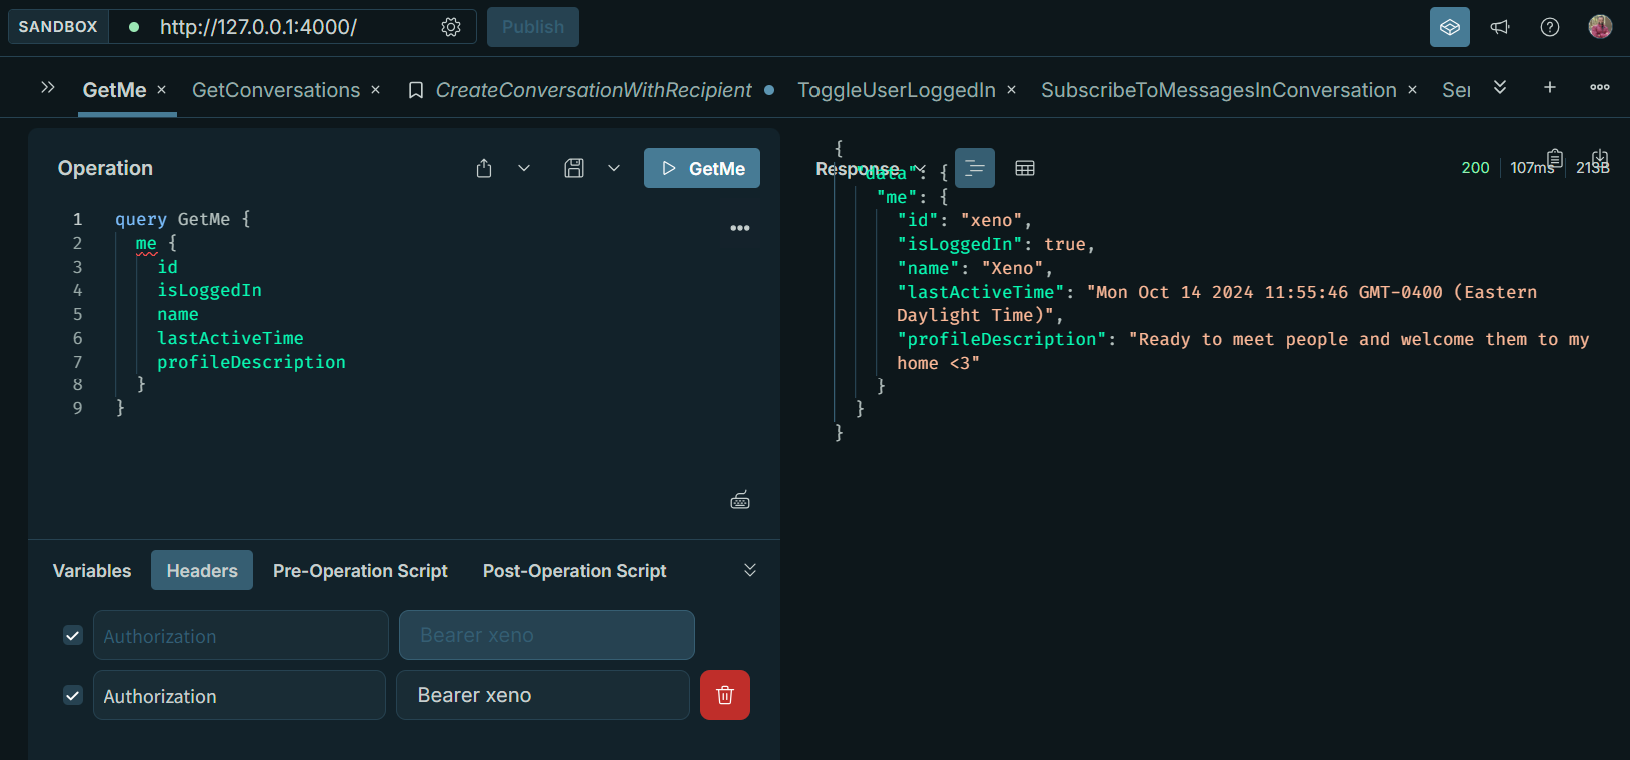 SANDBOX http://127.0.0.1:4000/ Publish
GetMe GetConversations CreateConversationWithRecipient ToggleUserLoggedIn SubscribeToMessagesInConversation Ser
Operation
GetMe
1 query GetMe {
2 me {
3 id
4 isLoggedIn
5 name
6 lastActiveTime
7 profileDescription
8 }
9 }
Variables Headers Pre-Operation Script Post-Operation Script
Authorization Bearer xeno
Authorization Bearer xeno
Response 200 107ms 213B
{
"data": {
"me": {
"id": "xeno",
"isLoggedIn": true,
"name": "Xeno",
"lastActiveTime": "Mon Oct 14 2024 11:55:46 GMT-0400 (Eastern
Daylight Time)",
"profileDescription": "Ready to meet people and welcome them to my
home <3"
}
}
}